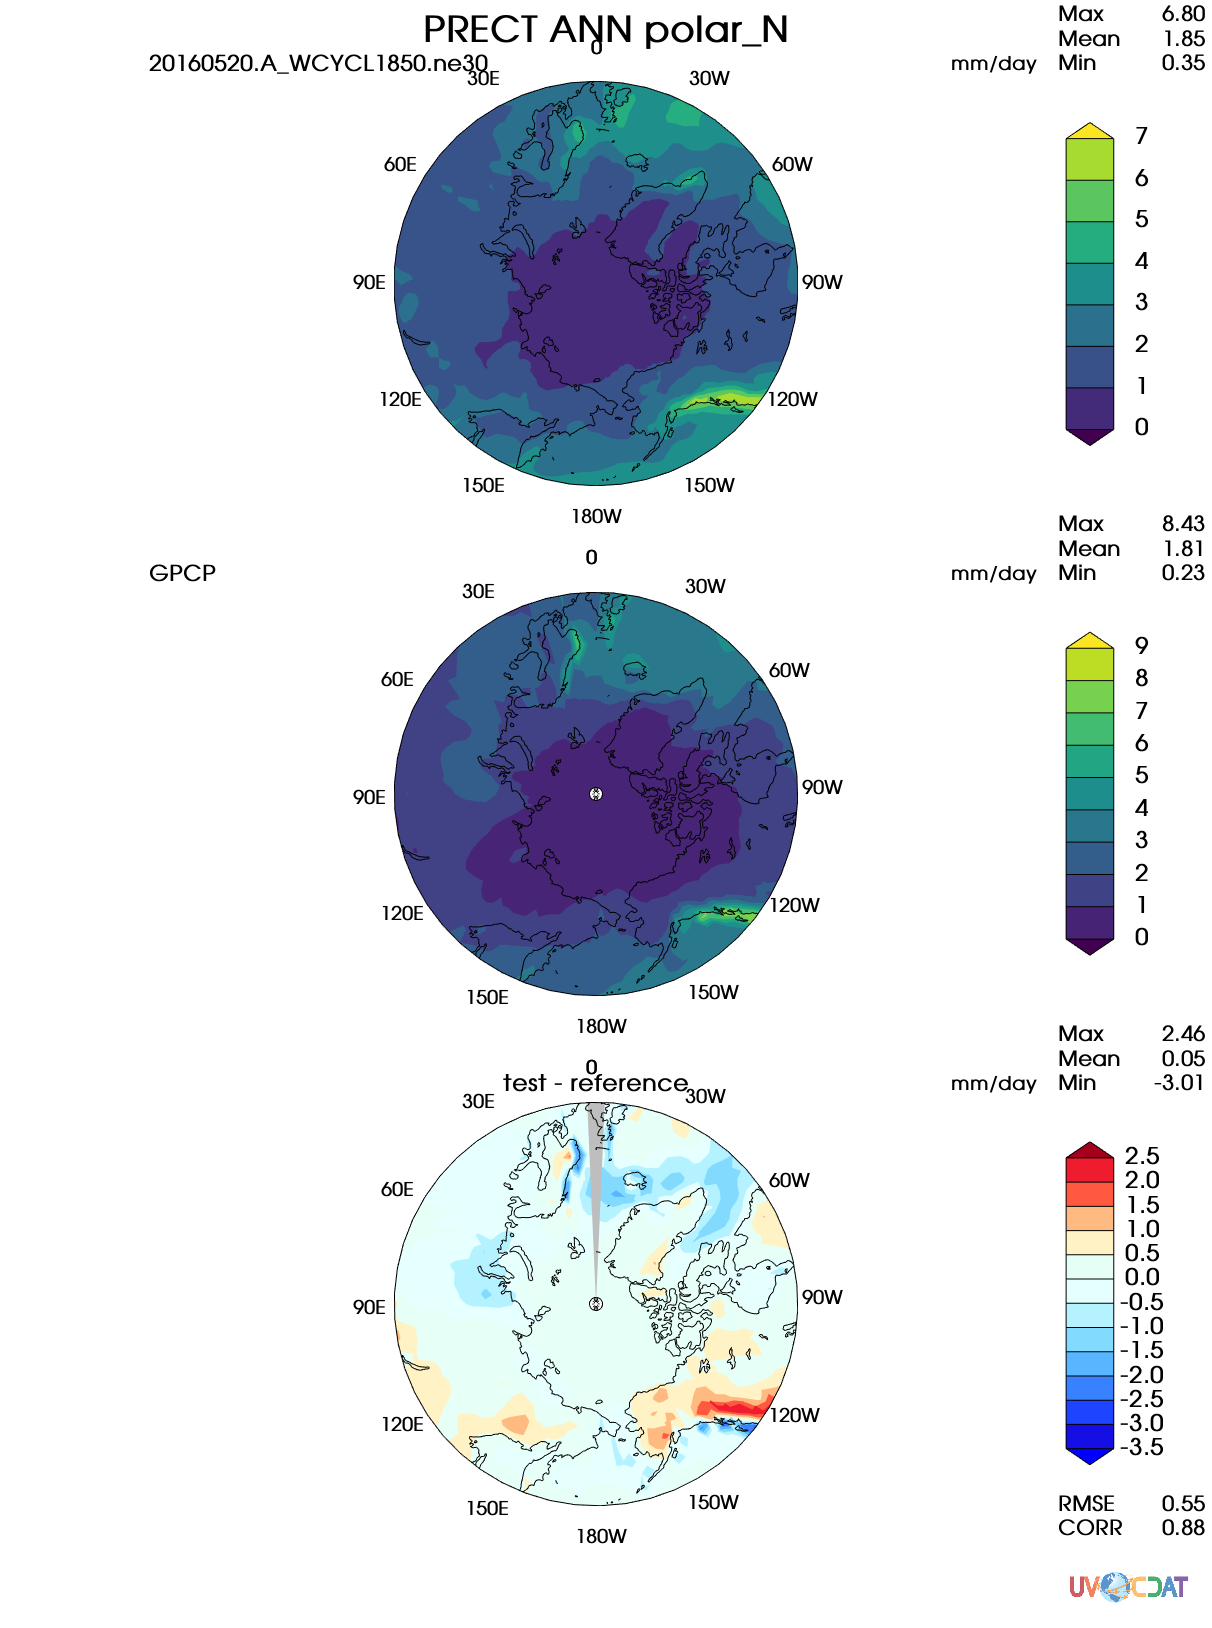 PRECT ANN polar_N
20160520.A_WCYCL1850.ne30
mm/day
Max 6.80
Mean 1.85
Min 0.35
0
30E
30W
60E
60W
90E
90W
120E
120W
150E
150W
180W
7
6
5
4
3
2
1
0
GPCP
mm/day
Max 8.43
Mean 1.81
Min 0.23
0
30E
30W
60E
60W
90E
90W
120E
120W
150E
150W
180W
9
8
7
6
5
4
3
2
1
0
test - reference
mm/day
Max 2.46
Mean 0.05
Min -3.01
0
30E
30W
60E
60W
90E
90W
120E
120W
150E
150W
180W
2.5
2.0
1.5
1.0
0.5
0.0
-0.5
-1.0
-1.5
-2.0
-2.5
-3.0
-3.5
RMSE 0.55
CORR 0.88
UV CDAT